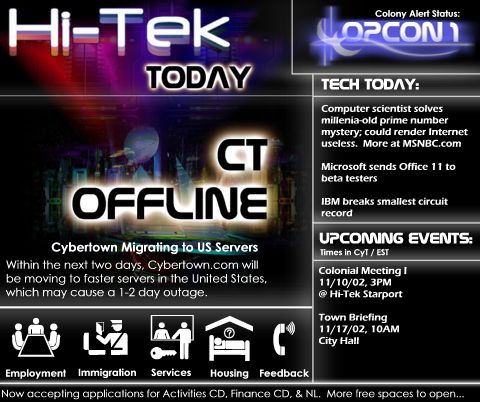 Hi-Tek
TODAY
Colony Alert Status:
OPCON 1
CT
OFFLINE
Cybertown Migrating to US Servers
Within the next two days, Cybertown.com will
be moving to faster servers in the United States,
which may cause a 1-2 day outage.
TECH TODAY:
Computer scientist solves
millenia-old prime number
mystery; could render Internet
useless.  More at MSNBC.com
Microsoft sends Office 11 to
beta testers
IBM breaks smallest circuit
record
UPCOMING EVENTS:
Times in CyT / EST
Colonial Meeting I
11/10/02, 3PM
@ Hi-Tek Starport
Town Briefing
11/17/02, 10AM
City Hall
Employment
Immigration
Services
?
Housing
Feedback
Now accepting applications for Activities CD, Finance CD, & NL.  More free spaces to open...